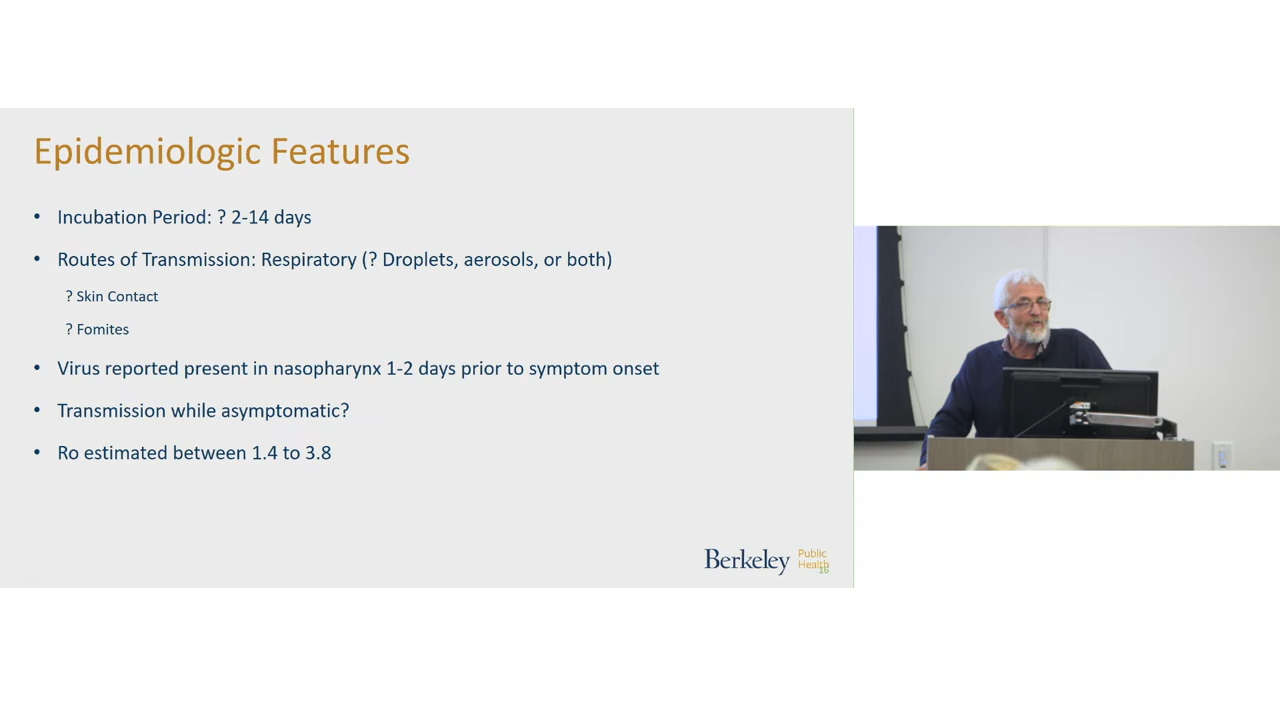 Epidemiologic Features
• Incubation Period: ? 2-14 days
• Routes of Transmission: Respiratory (? Droplets, aerosols, or both)
? Skin Contact
? Fomites
• Virus reported present in nasopharynx 1-2 days prior to symptom onset
• Transmission while asymptomatic?
• Ro estimated between 1.4 to 3.8
Berkeley Public Health
16